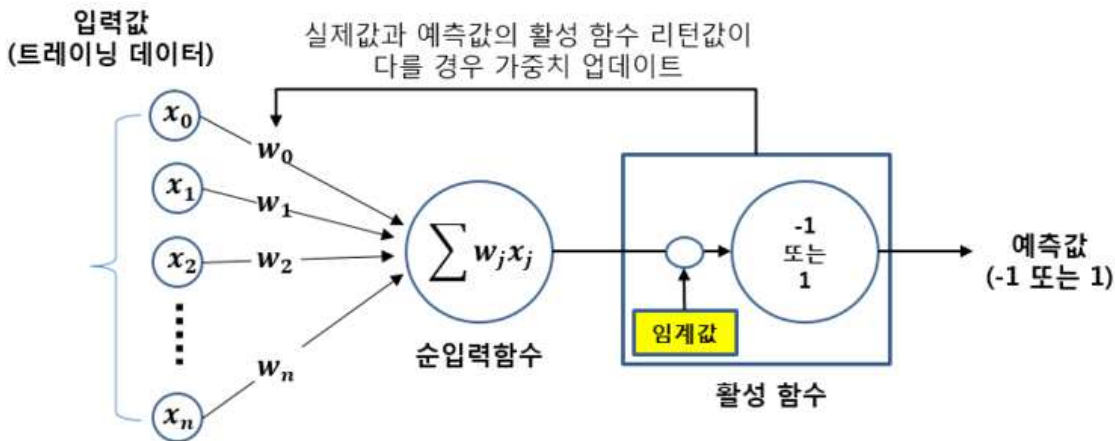 입력값
(트레이닝 데이터)
실제값과 예측값의 활성 함수 리턴값이
다를 경우 가중치 업데이트
x₀
w₀
x₁
w₁
x₂
w₂
xₙ
wₙ
∑ wⱼxⱼ
순입력함수
-1
또는
1
임계값
활성 함수
예측값
(-1 또는 1)